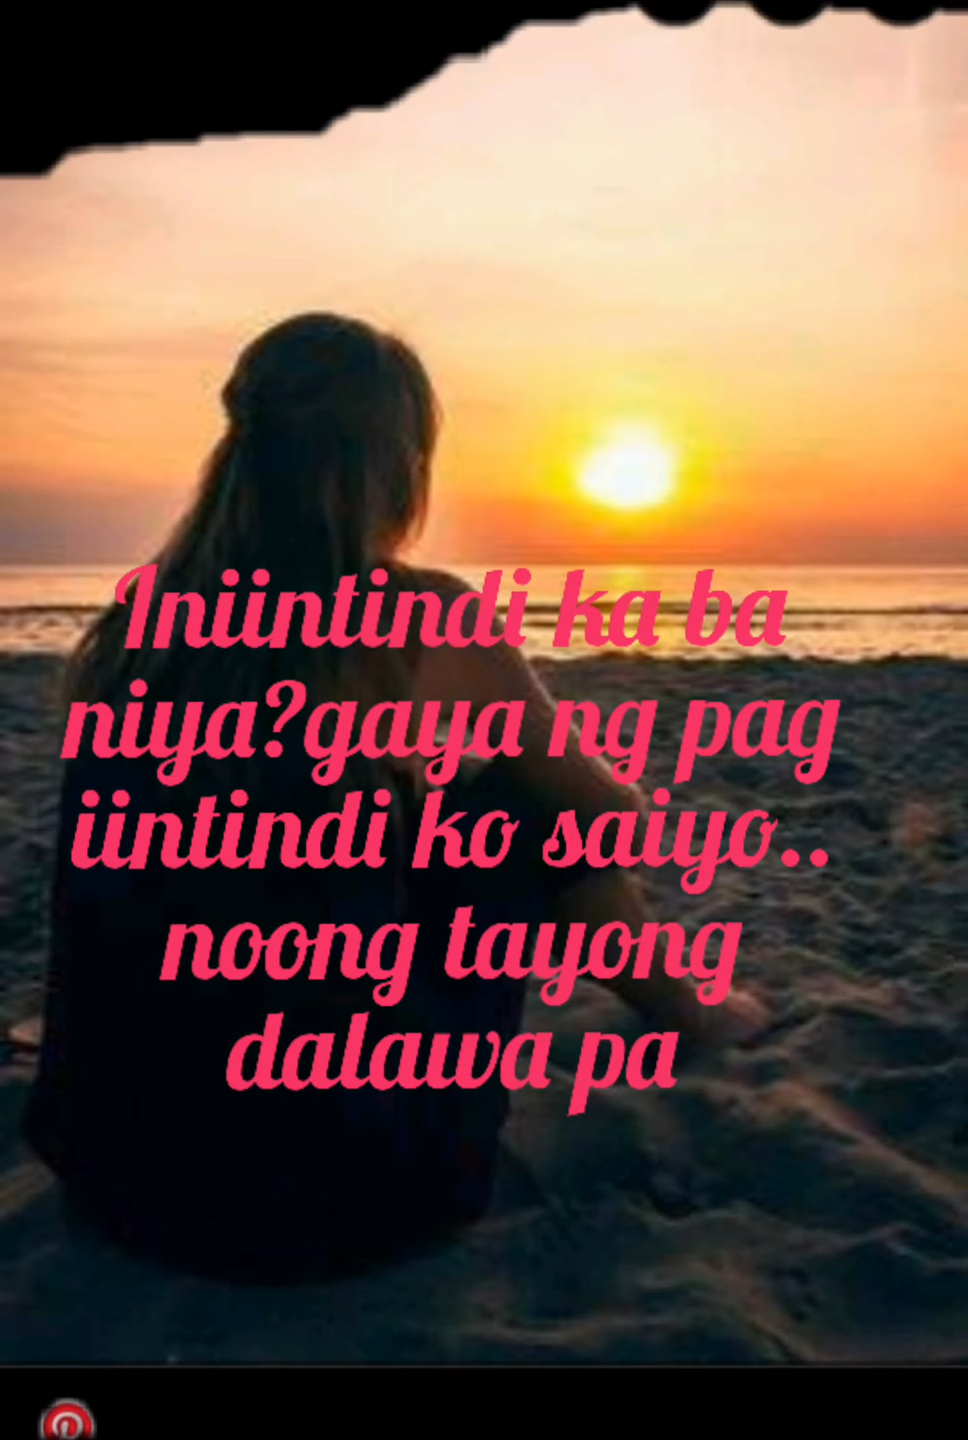 Iniintindi ka ba
niya?gaya ng pag
iintindi ko saiyo..
noong tayong
dalawa pa